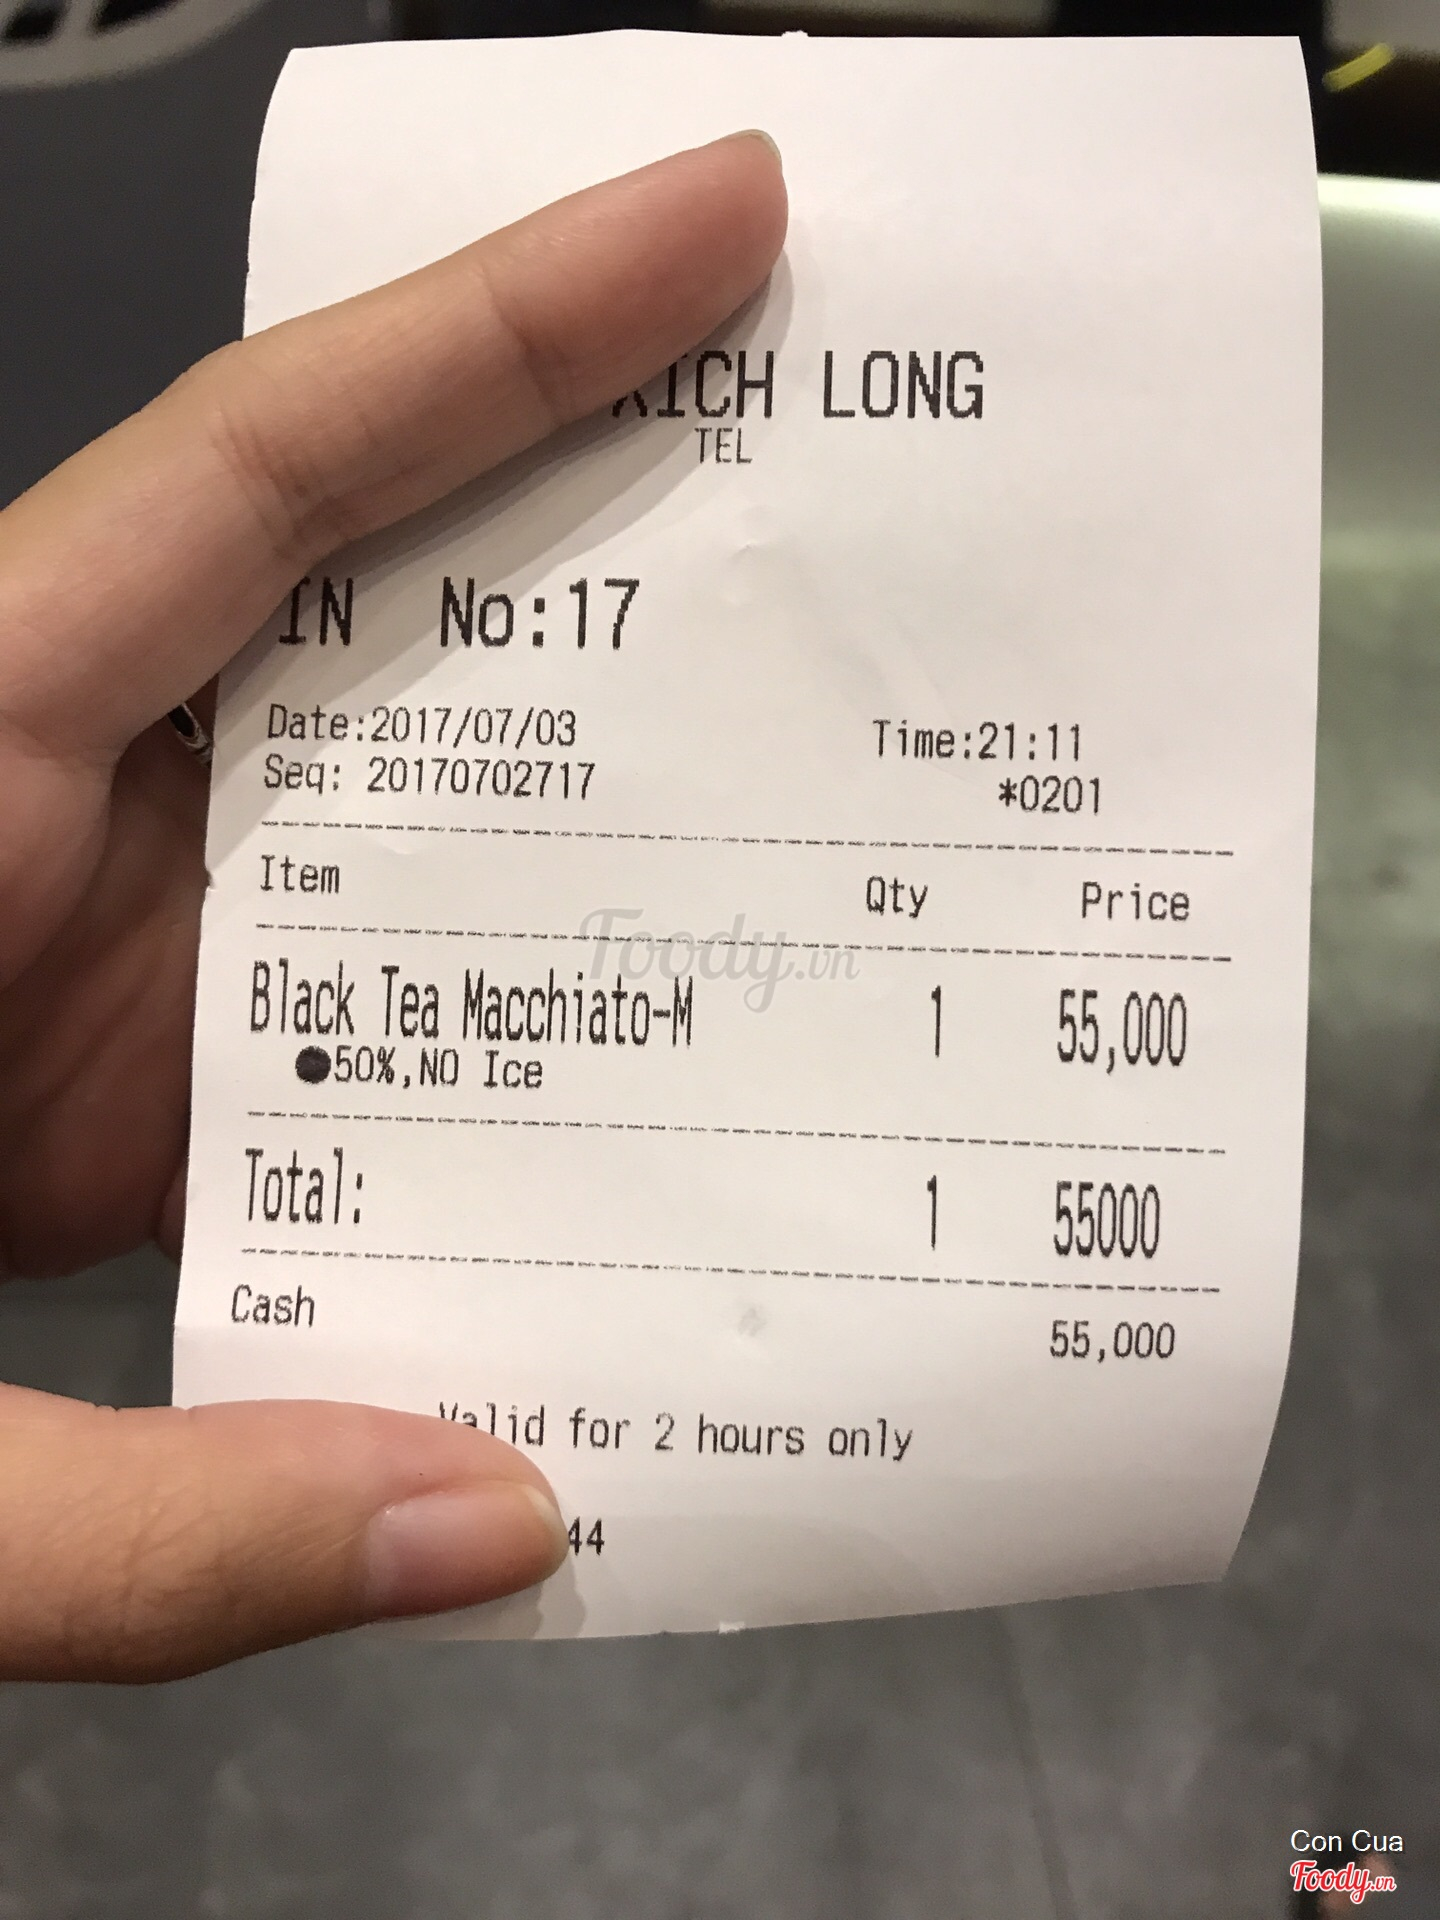 XICH LONG
TEL
IN No:17
Date:2017/07/03 Time:21:11
Seq: 20170702717 *0201
Item Qty Price
Black Tea Macchiato-M 1 55,000
●50%,NO Ice
Total: 1 55000
Cash 55,000
Valid for 2 hours only
44
Foody.vn
Con Cua
Foody.vn